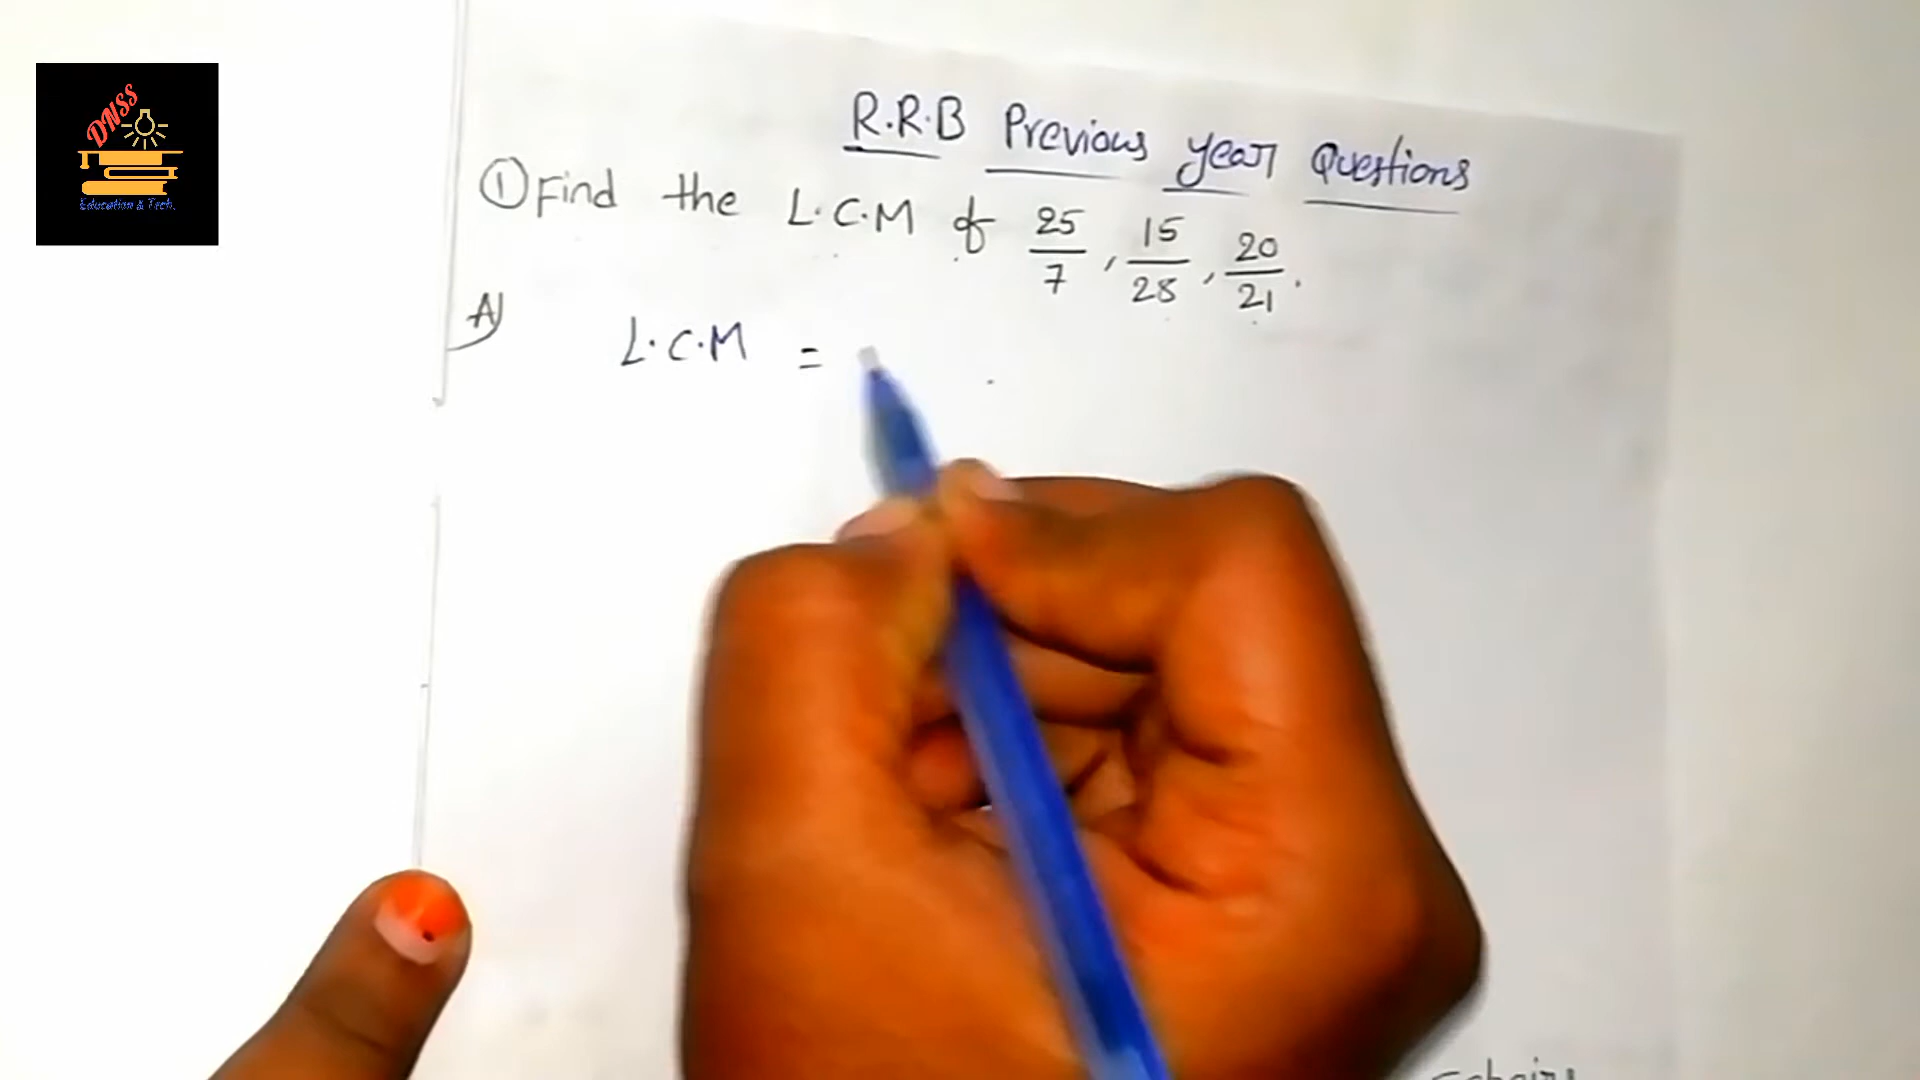 DNSS
Education & Tech.
R.R.B Previous year Questions
① Find the L.C.M of 25/7, 15/28, 20/21.
A) L.C.M =